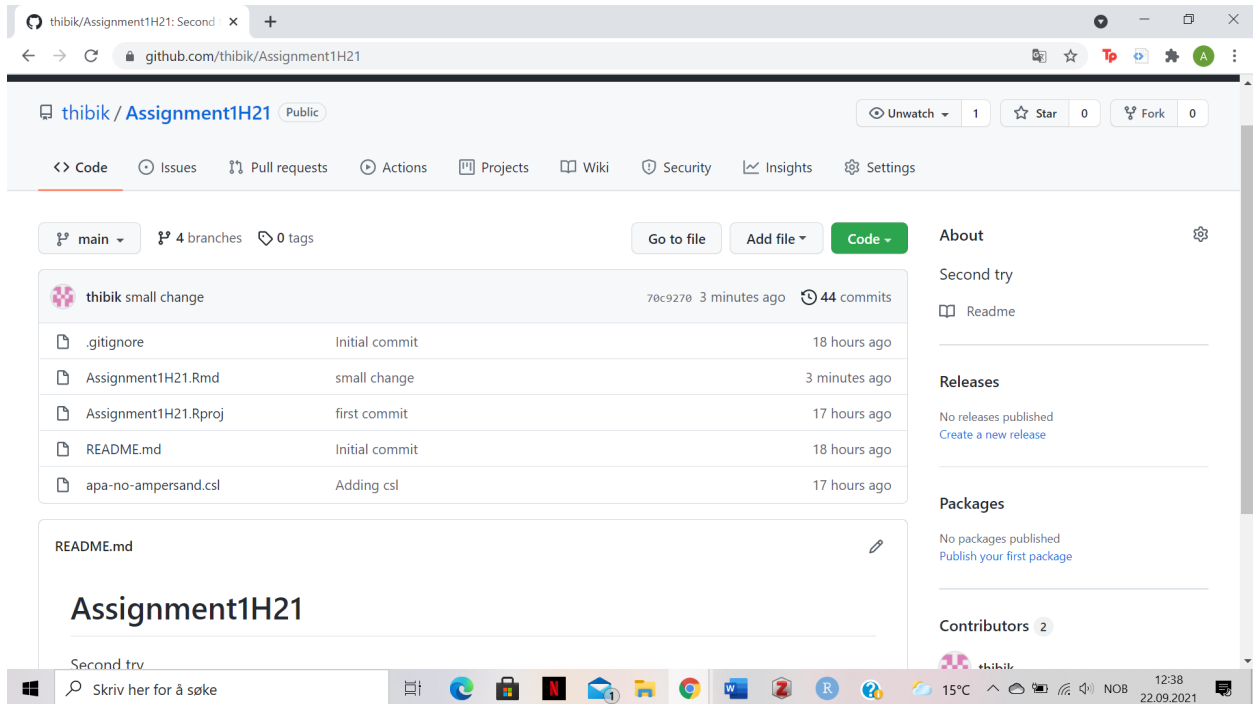 thibik/Assignment1H21: Second
github.com/thibik/Assignment1H21
Tp
A
thibik / Assignment1H21 Public
Unwatch 1 Star 0 Fork 0
Code Issues Pull requests Actions Projects Wiki Security Insights Settings
main 4 branches 0 tags Go to file Add file Code
thibik small change 70c9270 3 minutes ago 44 commits
.gitignore Initial commit 18 hours ago
Assignment1H21.Rmd small change 3 minutes ago
Assignment1H21.Rproj first commit 17 hours ago
README.md Initial commit 18 hours ago
apa-no-ampersand.csl Adding csl 17 hours ago
README.md
Assignment1H21
Second try
About
Second try
Readme
Releases
No releases published
Create a new release
Packages
No packages published
Publish your first package
Contributors 2
thibik
Skriv her for å søke
N
1
W
Z
R
15°C
NOB
12:38
22.09.2021